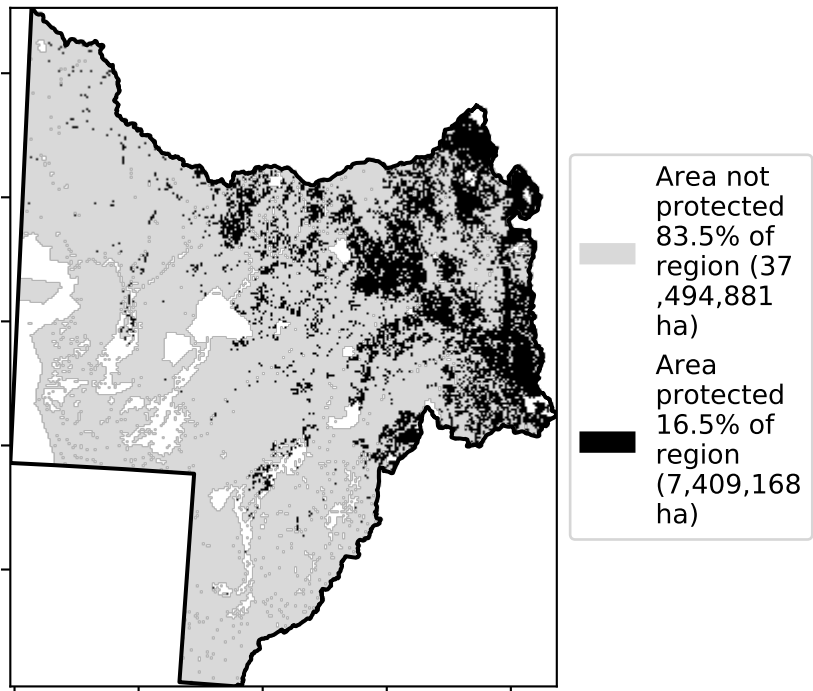 Area not
protected
83.5% of
region (37
,494,881
ha)
Area
protected
16.5% of
region
(7,409,168
ha)